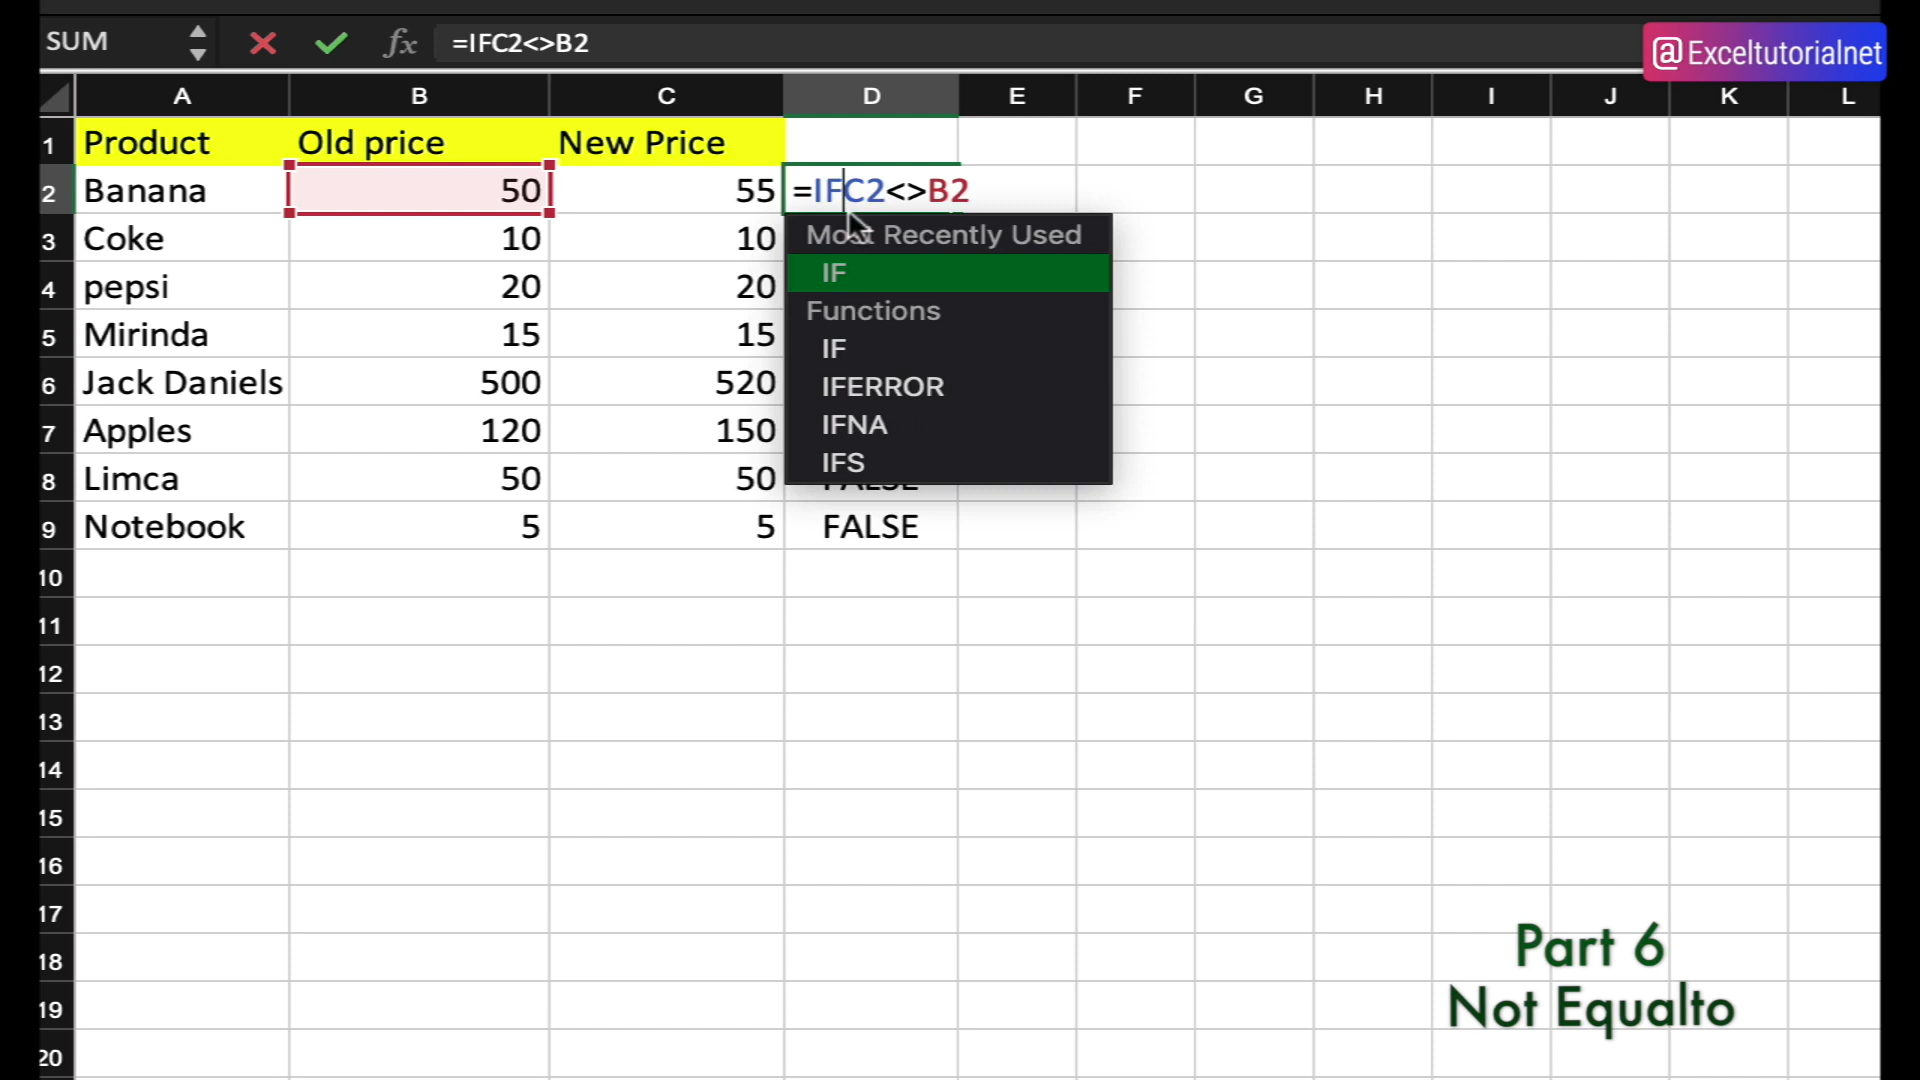 SUM fx =IFC2<>B2
@Exceltutorialnet
A B C D E F G H I J K L
1 Product Old price New Price
2 Banana 50 55 =IFC2<>B2
Most Recently Used
3 Coke 10 10
IF
4 pepsi 20 20
Functions
5 Mirinda 15 15
IF
6 Jack Daniels 500 520
IFERROR
7 Apples 120 150
IFNA
IFS
8 Limca 50 50 FALSE
9 Notebook 5 5 FALSE
10
11
12
13
14
15
16
17
18
19
20
Part 6
Not Equalto